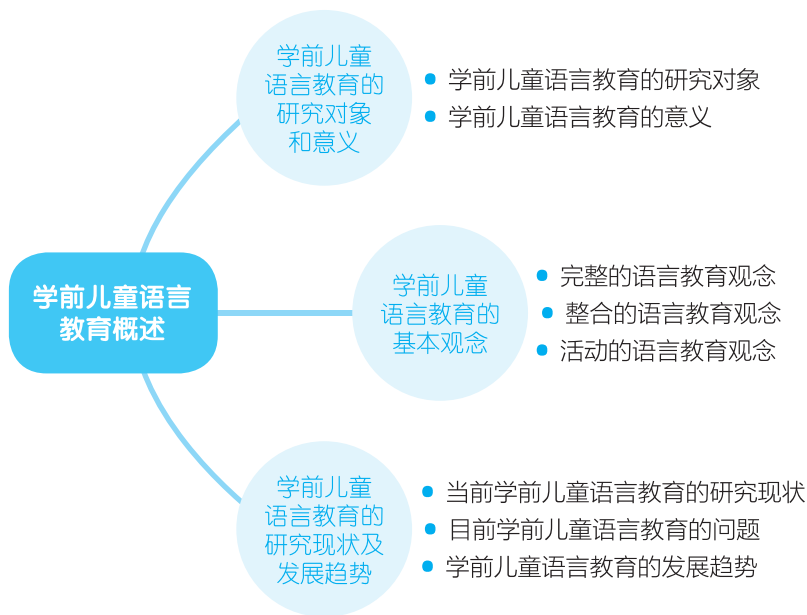 学前儿童语言
教育概述
学前儿童
语言教育的
研究对象
和意义
学前儿童语言教育的研究对象
学前儿童语言教育的意义
学前儿童
语言教育的
基本观念
完整的语言教育观念
整合的语言教育观念
活动的语言教育观念
学前儿童
语言教育的
研究现状及
发展趋势
当前学前儿童语言教育的研究现状
目前学前儿童语言教育的问题
学前儿童语言教育的发展趋势